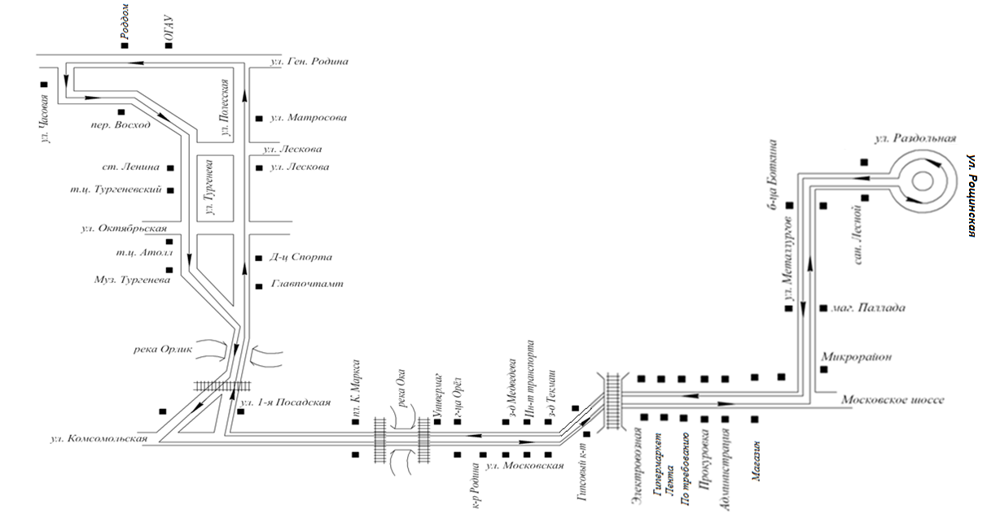 Роддом
ОГАУ
ул. Ген. Родина
ул. Часовая
пер. Восход
ул. Полесская
ул. Матросова
ул. Лескова
ст. Ленина
ул. Лескова
т.ц. Тургеневский
ул. Тургенева
ул. Октябрьская
т.ц. Атолл
Муз. Тургенева
Д-ц Спорта
Главпочтамт
река Орлик
ул. 1-я Посадская
ул. Комсомольская
пл. К. Маркса
река Ока
Универмаг
г-ца Орёл
з-д Медведева
Ин-т транспорта
з-д Текмаш
к-р Родина
ул. Московская
Гипсовый к-т
Электровозная
Гипермаркет
Лента
По требованию
Прокуровка
Администрация
Магазин
Московское шоссе
Микрорайон
маг. Паллада
ул. Металлургов
б-ца Боткина
сан. Лесной
ул. Раздольная
ул. Рощинская